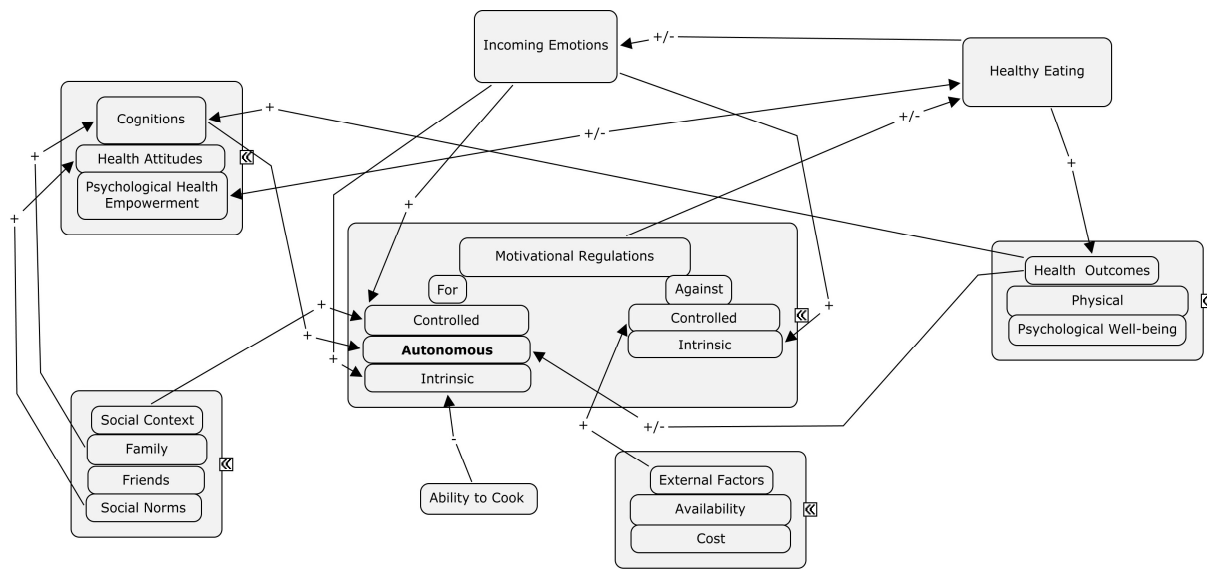 Incoming Emotions
+/-
Healthy Eating
Cognitions
Health Attitudes
Psychological Health
Empowerment
+
+
+
+/-
+/-
+
+
Motivational Regulations
For
Against
Controlled
Autonomous
Intrinsic
Controlled
Intrinsic
+
+
+
+
Health Outcomes
Physical
Psychological Well-being
Social Context
Family
Friends
Social Norms
-
Ability to Cook
+
+/-
External Factors
Availability
Cost